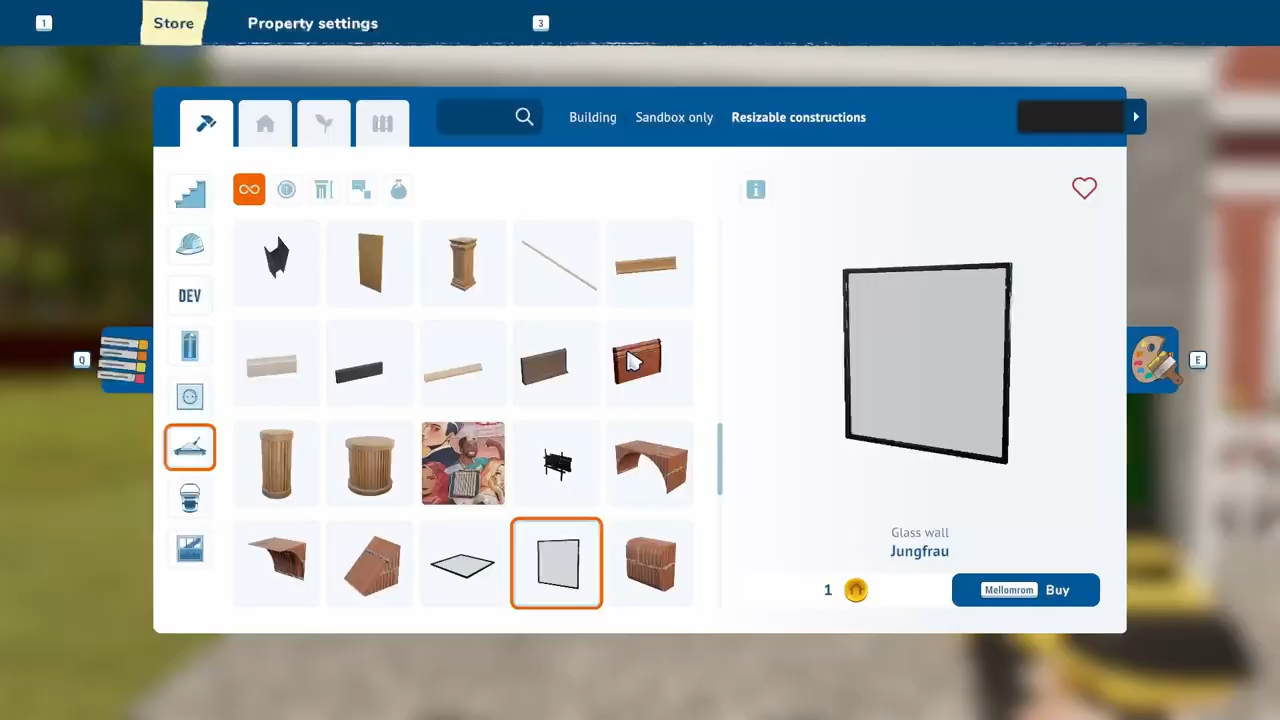 1
Store
Property settings
3
Building
Sandbox only
Resizable constructions
DEV
Q
E
Glass wall
Jungfrau
1
Mellomrom
Buy